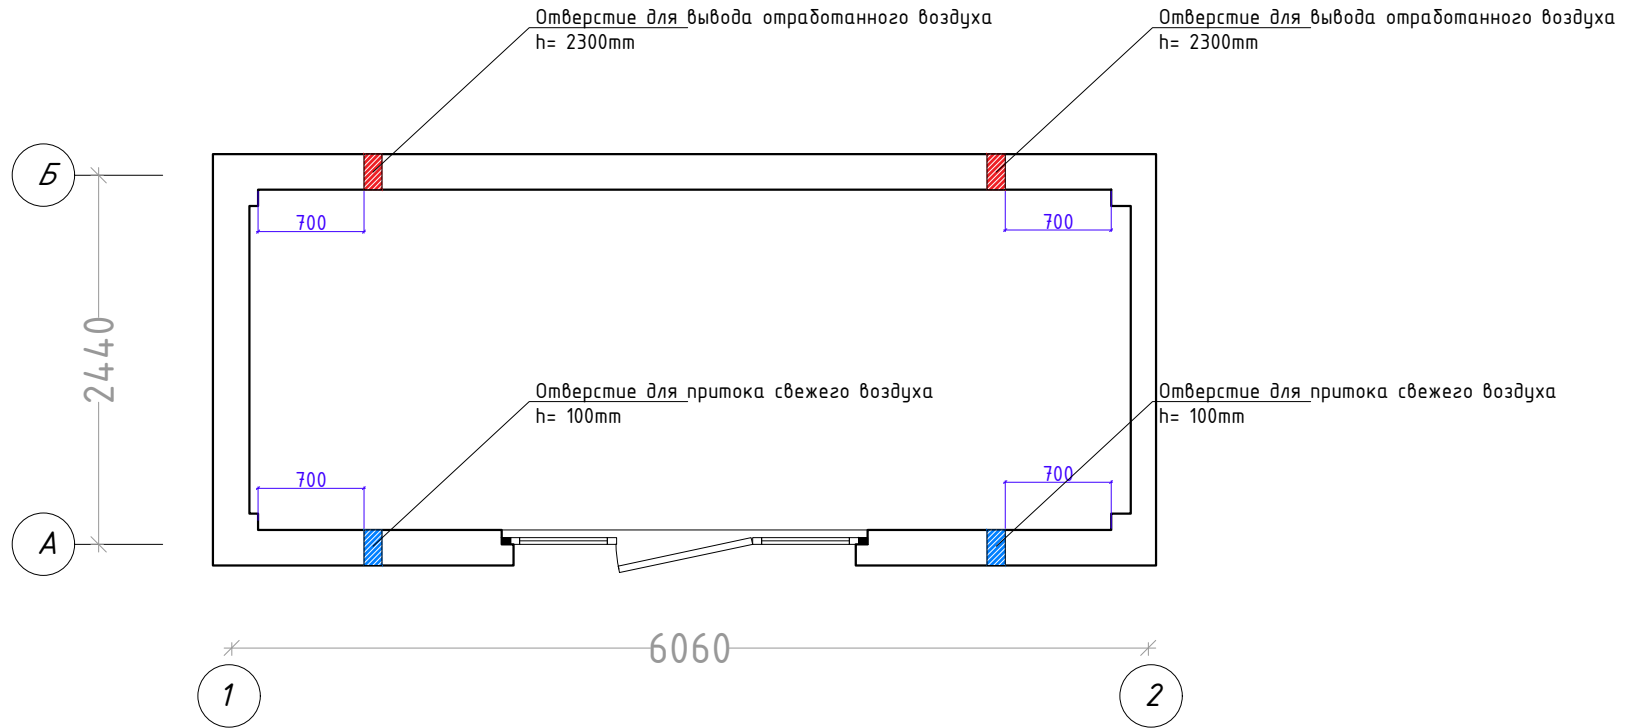 Отверстие для вывода отработанного воздуха
h= 2300mm
Отверстие для вывода отработанного воздуха
h= 2300mm
Б
700
700
2440
Отверстие для притока свежего воздуха
h= 100mm
Отверстие для притока свежего воздуха
h= 100mm
700
700
А
6060
1
2